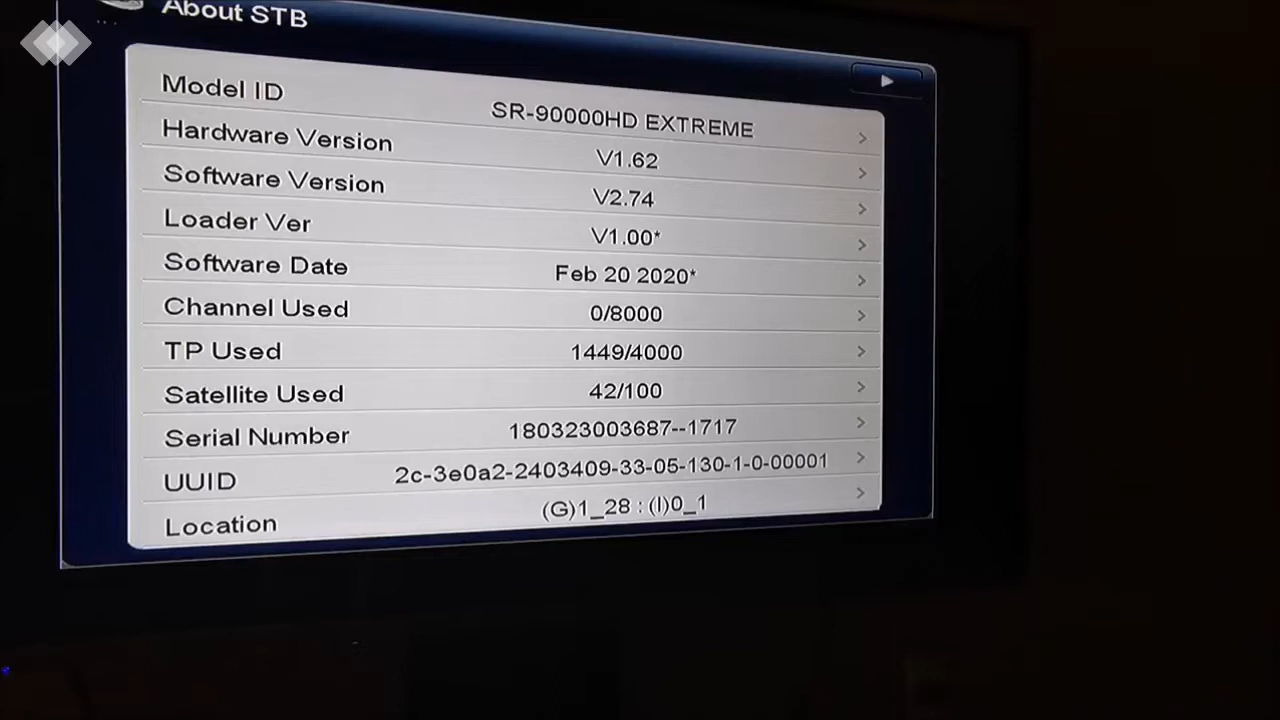 About STB
Model ID SR-90000HD EXTREME
Hardware Version V1.62
Software Version V2.74
Loader Ver V1.00*
Software Date Feb 20 2020*
Channel Used 0/8000
TP Used 1449/4000
Satellite Used 42/100
Serial Number 180323003687--1717
UUID 2c-3e0a2-2403409-33-05-130-1-0-00001
Location (G)1_28 : (I)0_1